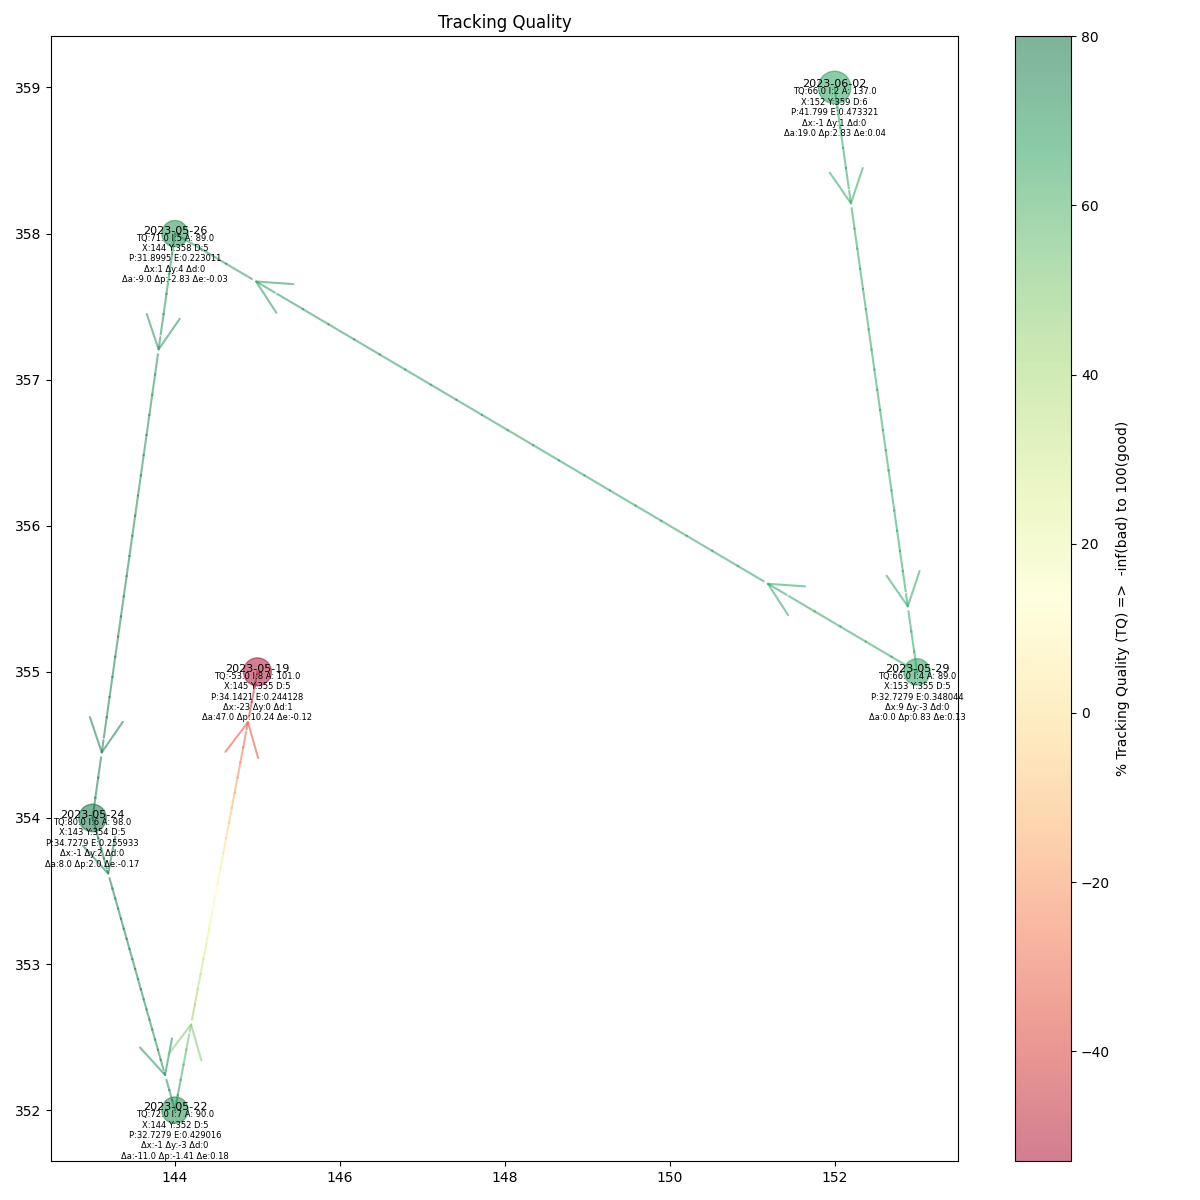 Tracking Quality
359
358
357
356
355
354
353
352
144
146
148
150
152
2023-06-02
TQ:66.0 I:2 A: 137.0
X:152 Y:359 D:6
P:41.799 E:0.473321
Δx:-1 Δy:1 Δd:0
Δa:19.0 Δp:2.83 Δe:0.04
2023-05-26
TQ:71.0 I:5 A: 89.0
X:144 Y:358 D:5
P:31.8995 E:0.223011
Δx:1 Δy:4 Δd:0
Δa:-9.0 Δp:-2.83 Δe:-0.03
2023-05-19
TQ:-53.0 I:8 A: 101.0
X:145 Y:355 D:5
P:34.1421 E:0.244128
Δx:-23 Δy:0 Δd:1
Δa:47.0 Δp:10.24 Δe:-0.12
2023-05-29
TQ:66.0 I:4 A: 89.0
X:153 Y:355 D:5
P:32.7279 E:0.348044
Δx:9 Δy:-3 Δd:0
Δa:0.0 Δp:0.83 Δe:0.13
2023-05-24
TQ:80.0 I:6 A: 98.0
X:143 Y:354 D:5
P:34.7279 E:0.255933
Δx:-1 Δy:2 Δd:0
Δa:8.0 Δp:2.0 Δe:-0.17
2023-05-22
TQ:72.0 I:7 A: 90.0
X:144 Y:352 D:5
P:32.7279 E:0.429016
Δx:-1 Δy:-3 Δd:0
Δa:-11.0 Δp:-1.41 Δe:0.18
80
60
40
20
0
−20
−40
% Tracking Quality (TQ) => -inf(bad) to 100(good)